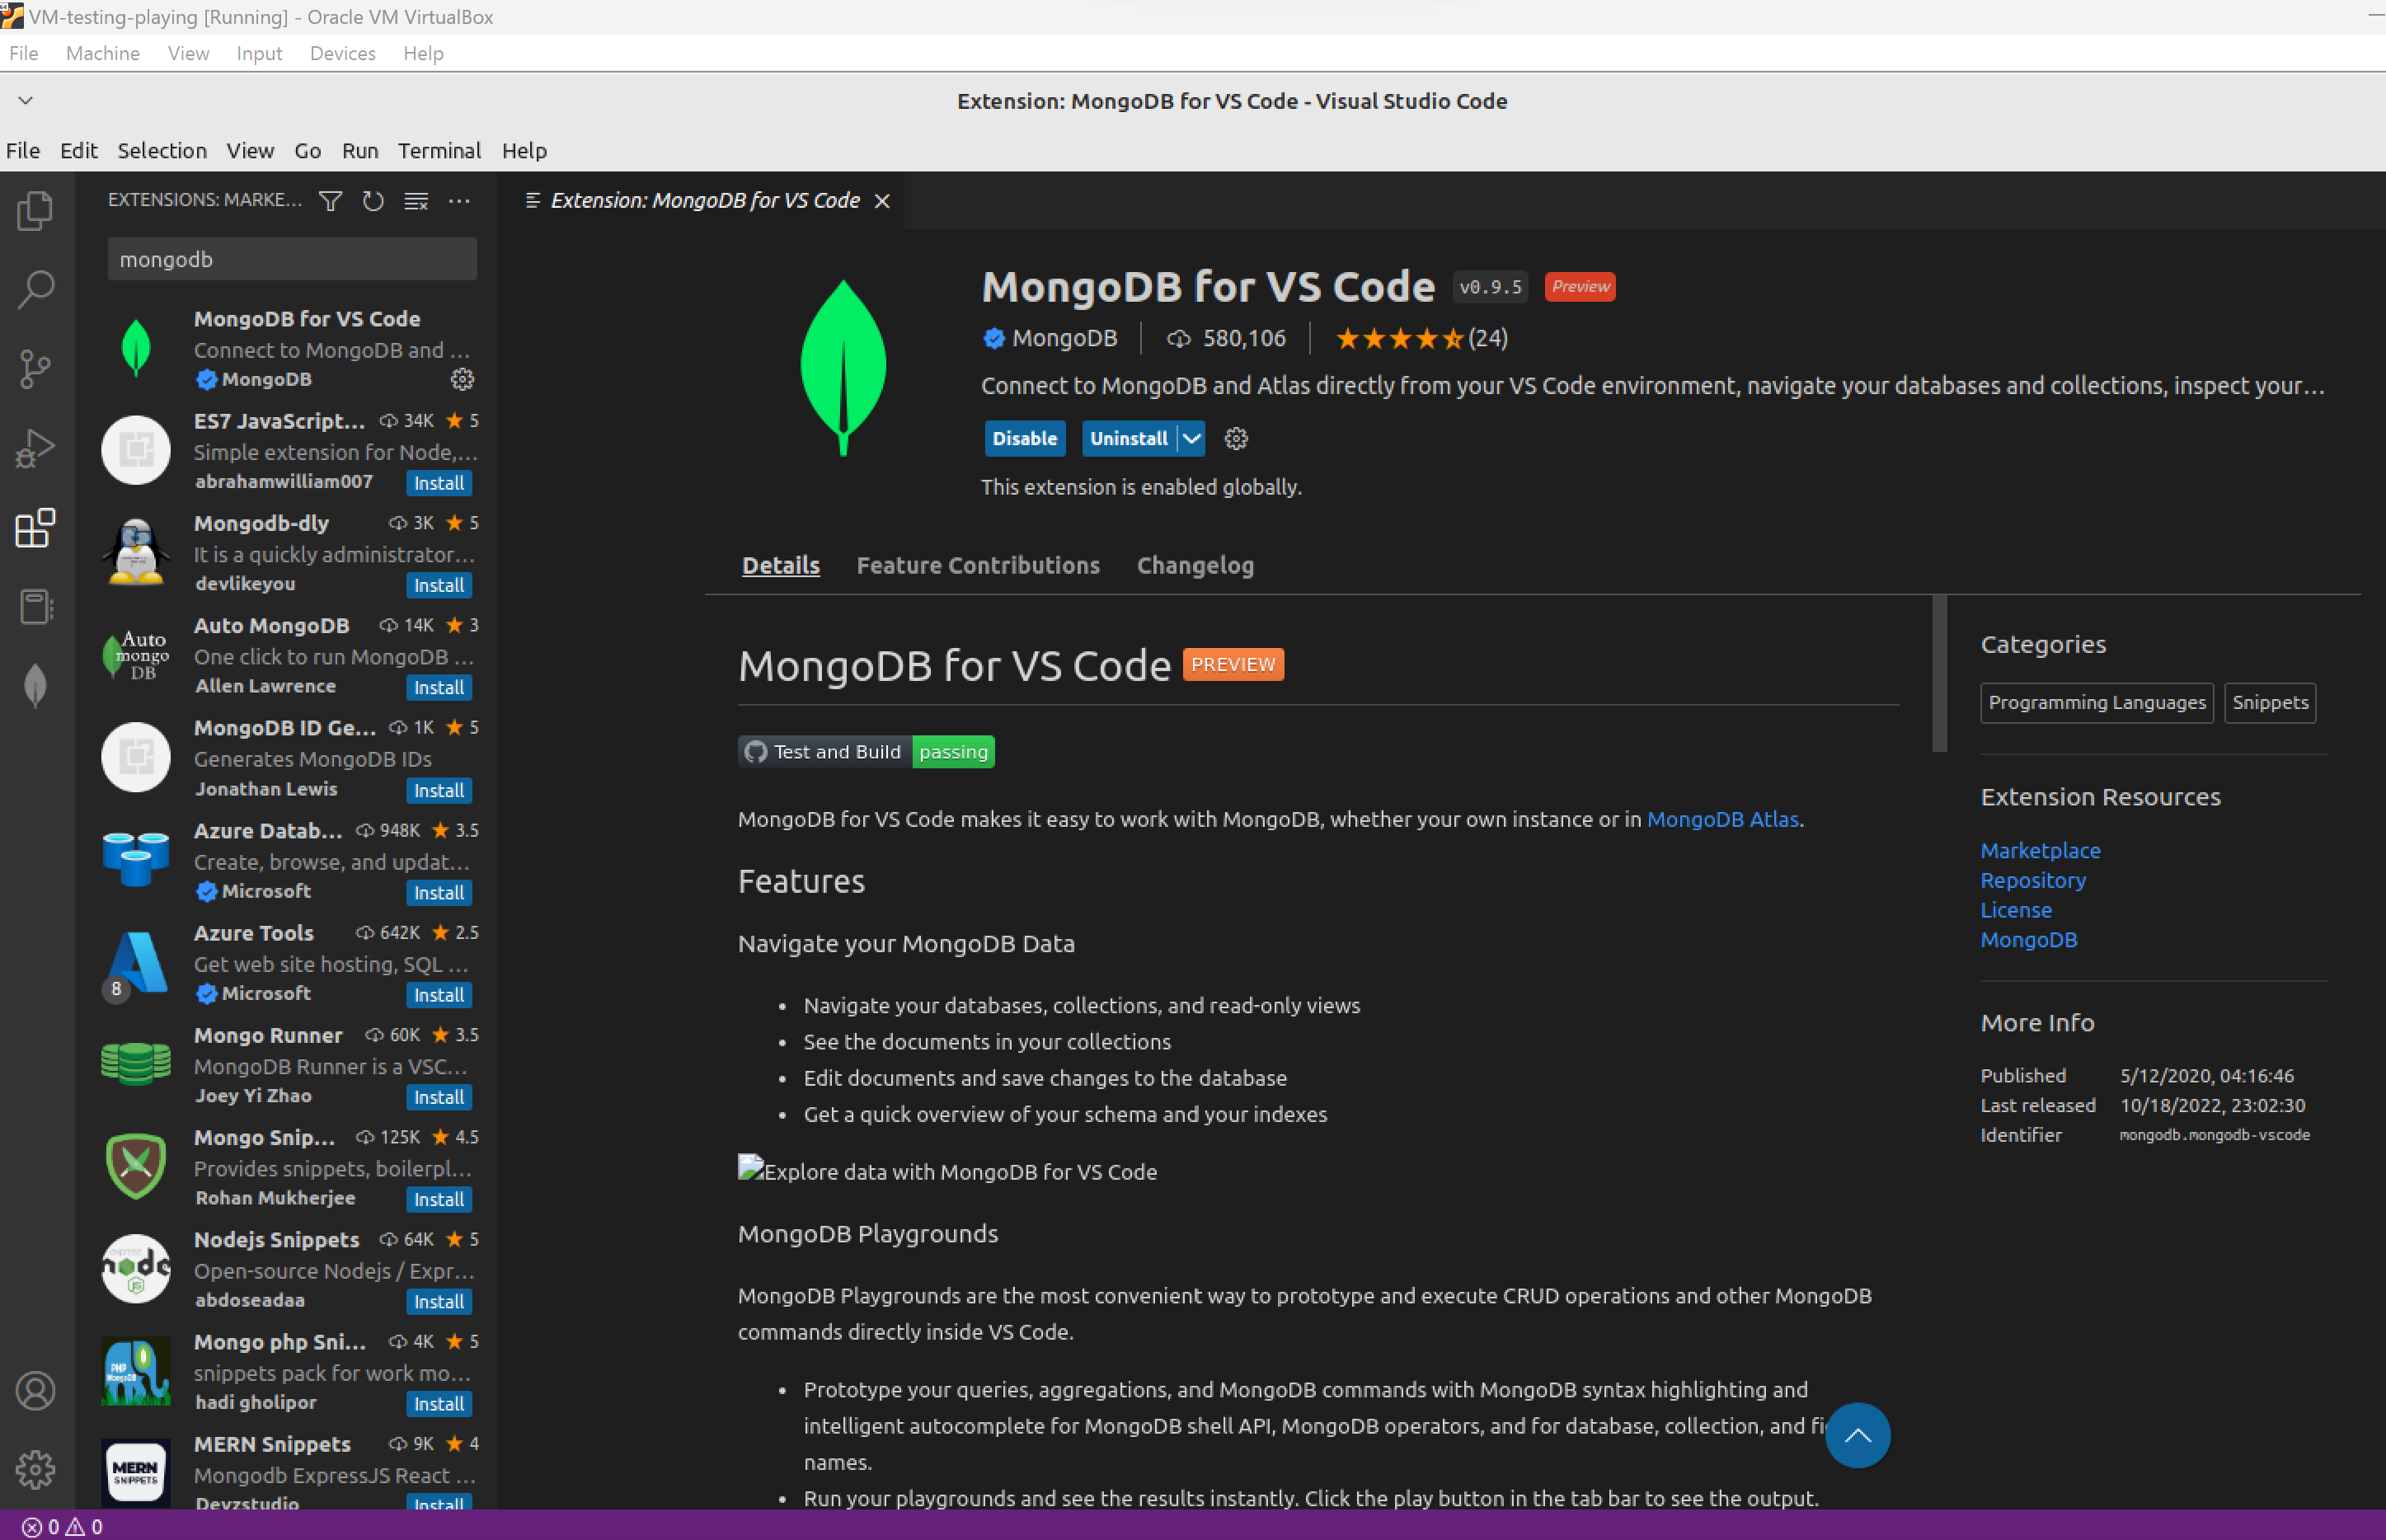 VM-testing-playing [Running] - Oracle VM VirtualBox
File Machine View Input Devices Help
Extension: MongoDB for VS Code - Visual Studio Code
File Edit Selection View Go Run Terminal Help
EXTENSIONS: MARKE...
mongodb
MongoDB for VS Code
Connect to MongoDB and ...
MongoDB
ES7 JavaScript... 34K ★ 5
Simple extension for Node,...
abrahamwilliam007 Install
Mongodb-dly 3K ★ 5
It is a quickly administrator...
devlikeyou Install
Auto mongo DB
Auto MongoDB 14K ★ 3
One click to run MongoDB ...
Allen Lawrence Install
MongoDB ID Ge... 1K ★ 5
Generates MongoDB IDs
Jonathan Lewis Install
Azure Datab... 948K ★ 3.5
Create, browse, and updat...
Microsoft Install
Azure Tools 642K ★ 2.5
Get web site hosting, SQL ...
8 Microsoft Install
Mongo Runner 60K ★ 3.5
MongoDB Runner is a VSC...
Joey Yi Zhao Install
Mongo Snip... 125K ★ 4.5
Provides snippets, boilerpl...
Rohan Mukherjee Install
express node JS
Nodejs Snippets 64K ★ 5
Open-source Nodejs / Expr...
abdoseadaa Install
PHP MongoDB
Mongo php Sni... 4K ★ 5
snippets pack for work mo...
hadi gholipor Install
MERN SNIPPETS
MERN Snippets 9K ★ 4
Mongodb ExpressJS React ...
Devzstudio Install
Extension: MongoDB for VS Code
MongoDB for VS Code v0.9.5 Preview
MongoDB | 580,106 | (24)
Connect to MongoDB and Atlas directly from your VS Code environment, navigate your databases and collections, inspect your...
Disable Uninstall
This extension is enabled globally.
Details Feature Contributions Changelog
MongoDB for VS Code PREVIEW
Test and Build passing
MongoDB for VS Code makes it easy to work with MongoDB, whether your own instance or in MongoDB Atlas.
Features
Navigate your MongoDB Data
• Navigate your databases, collections, and read-only views
• See the documents in your collections
• Edit documents and save changes to the database
• Get a quick overview of your schema and your indexes
Explore data with MongoDB for VS Code
MongoDB Playgrounds
MongoDB Playgrounds are the most convenient way to prototype and execute CRUD operations and other MongoDB
commands directly inside VS Code.
• Prototype your queries, aggregations, and MongoDB commands with MongoDB syntax highlighting and
intelligent autocomplete for MongoDB shell API, MongoDB operators, and for database, collection, and fi
names.
• Run your playgrounds and see the results instantly. Click the play button in the tab bar to see the output.
Categories
Programming Languages Snippets
Extension Resources
Marketplace
Repository
License
MongoDB
More Info
Published 5/12/2020, 04:16:46
Last released 10/18/2022, 23:02:30
Identifier mongodb.mongodb-vscode
0 0